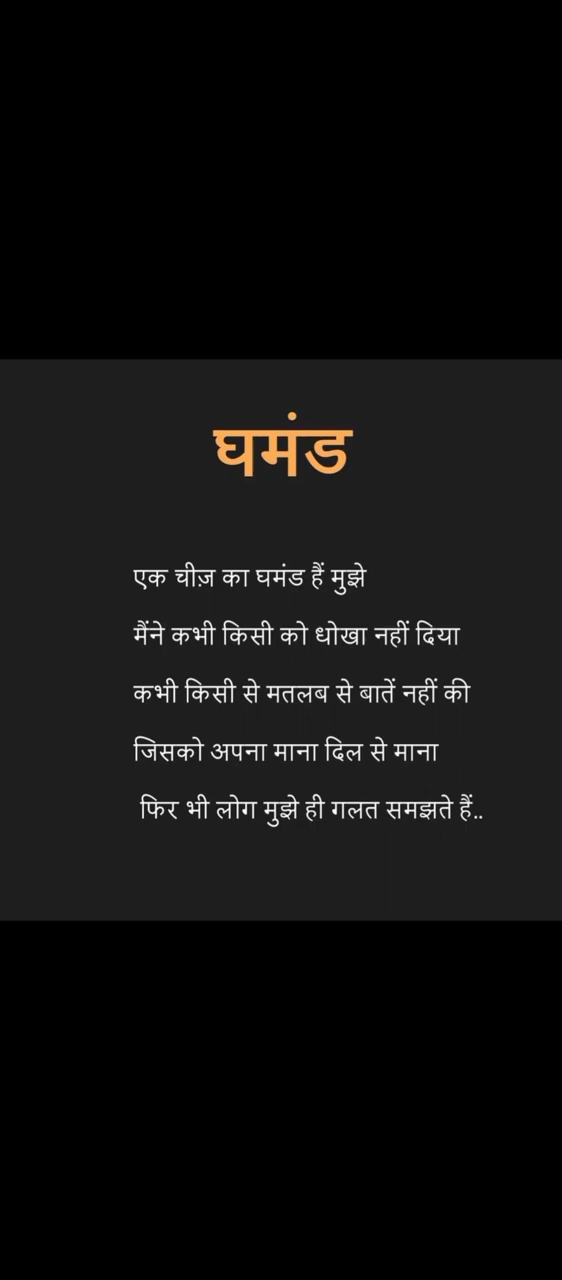 घमंड
एक चीज़ का घमंड हैं मुझे
मैंने कभी किसी को धोखा नहीं दिया
कभी किसी से मतलब से बातें नहीं की
जिसको अपना माना दिल से माना
फिर भी लोग मुझे ही गलत समझते हैं..